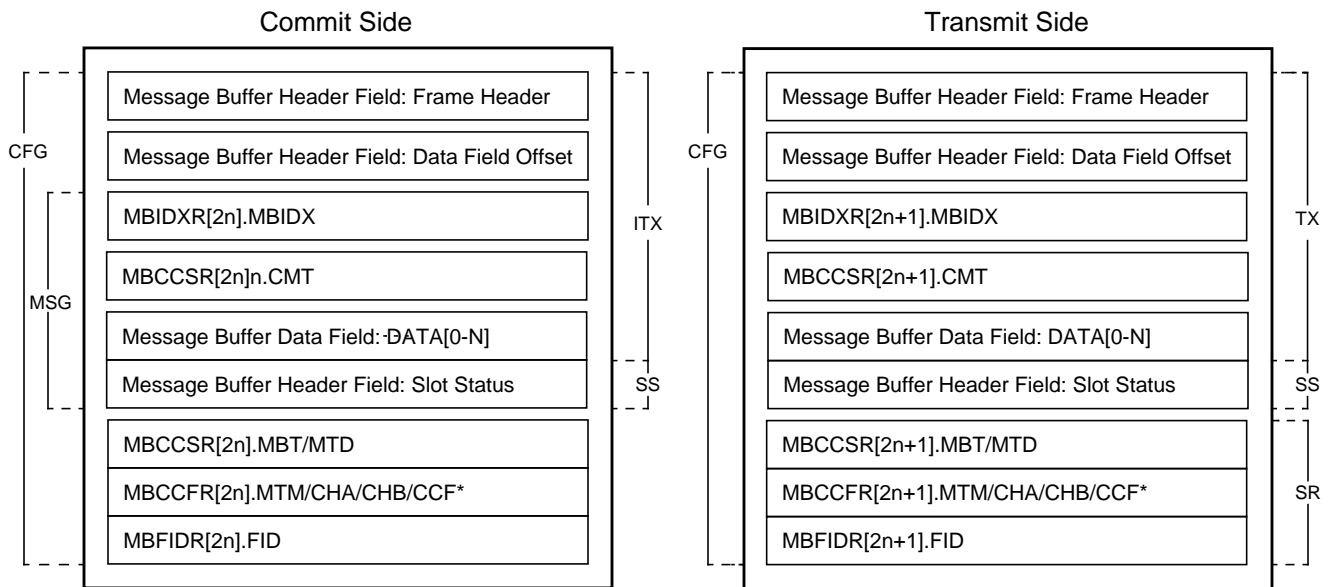 Commit Side
CFG
MSG
Message Buffer Header Field: Frame Header
Message Buffer Header Field: Data Field Offset
MBIDXR[2n].MBIDX
MBCCSR[2n]n.CMT
Message Buffer Data Field: DATA[0-N]
Message Buffer Header Field: Slot Status
MBCCSR[2n].MBT/MTD
MBCCFR[2n].MTM/CHA/CHB/CCF*
MBFIDR[2n].FID
ITX
SS
Transmit Side
CFG
Message Buffer Header Field: Frame Header
Message Buffer Header Field: Data Field Offset
MBIDXR[2n+1].MBIDX
MBCCSR[2n+1].CMT
Message Buffer Data Field: DATA[0-N]
Message Buffer Header Field: Slot Status
MBCCSR[2n+1].MBT/MTD
MBCCFR[2n+1].MTM/CHA/CHB/CCF*
MBFIDR[2n+1].FID
TX
SS
SR